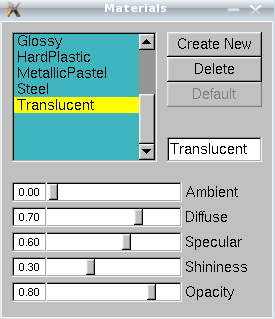 Materials
Glossy
HardPlastic
MetallicPastel
Steel
Translucent
Create New
Delete
Default
Translucent
0.00 Ambient
0.70 Diffuse
0.60 Specular
0.30 Shininess
0.80 Opacity